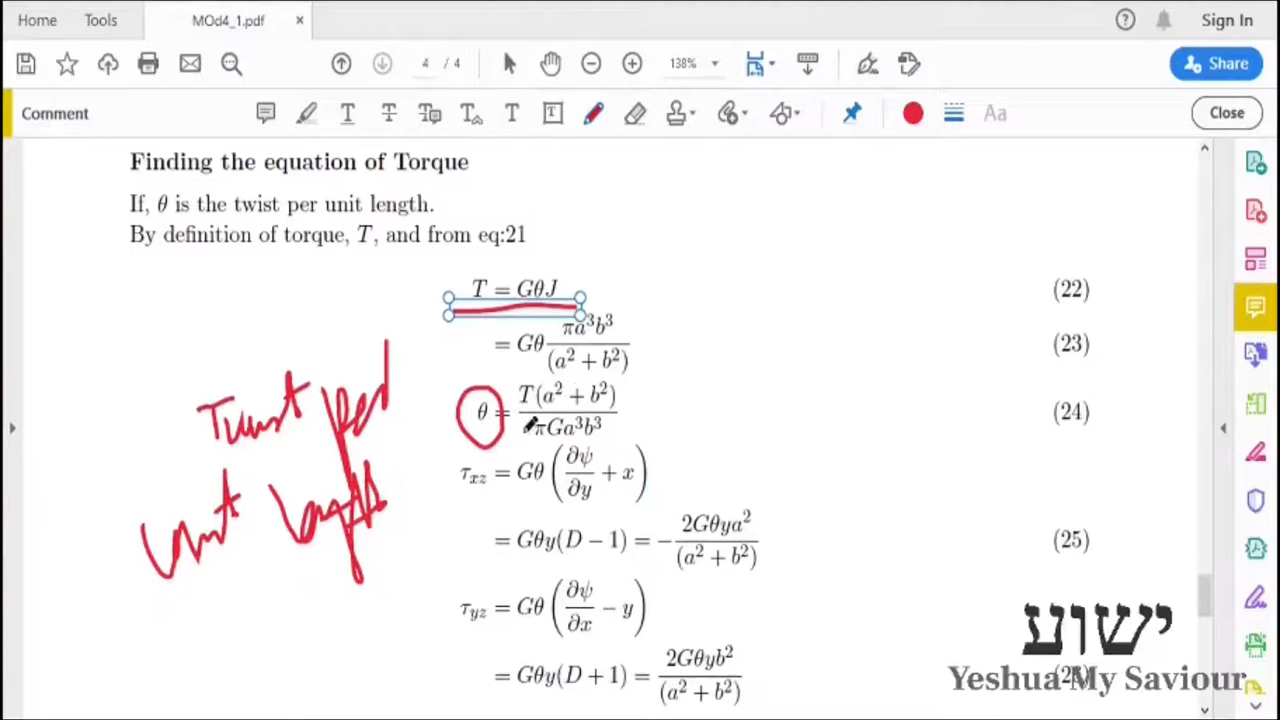 Home Tools MOd4_1.pdf × ? Sign In
4 / 4 138% Share
Comment T T T T Aa Close
Finding the equation of Torque
If, θ is the twist per unit length.
By definition of torque, T, and from eq:21
T = GθJ (22)
= Gθ πa³b³ / (a² + b²) (23)
θ = T(a² + b²) / πGa³b³ (24)
τxz = Gθ (∂ψ/∂y + x)
= Gθy(D − 1) = − 2Gθya² / (a² + b²) (25)
τyz = Gθ (∂ψ/∂x − y)
= Gθy(D + 1) = 2Gθyb² / (a² + b²)
Twist per
unit length
ישוע
Yeshua My Saviour